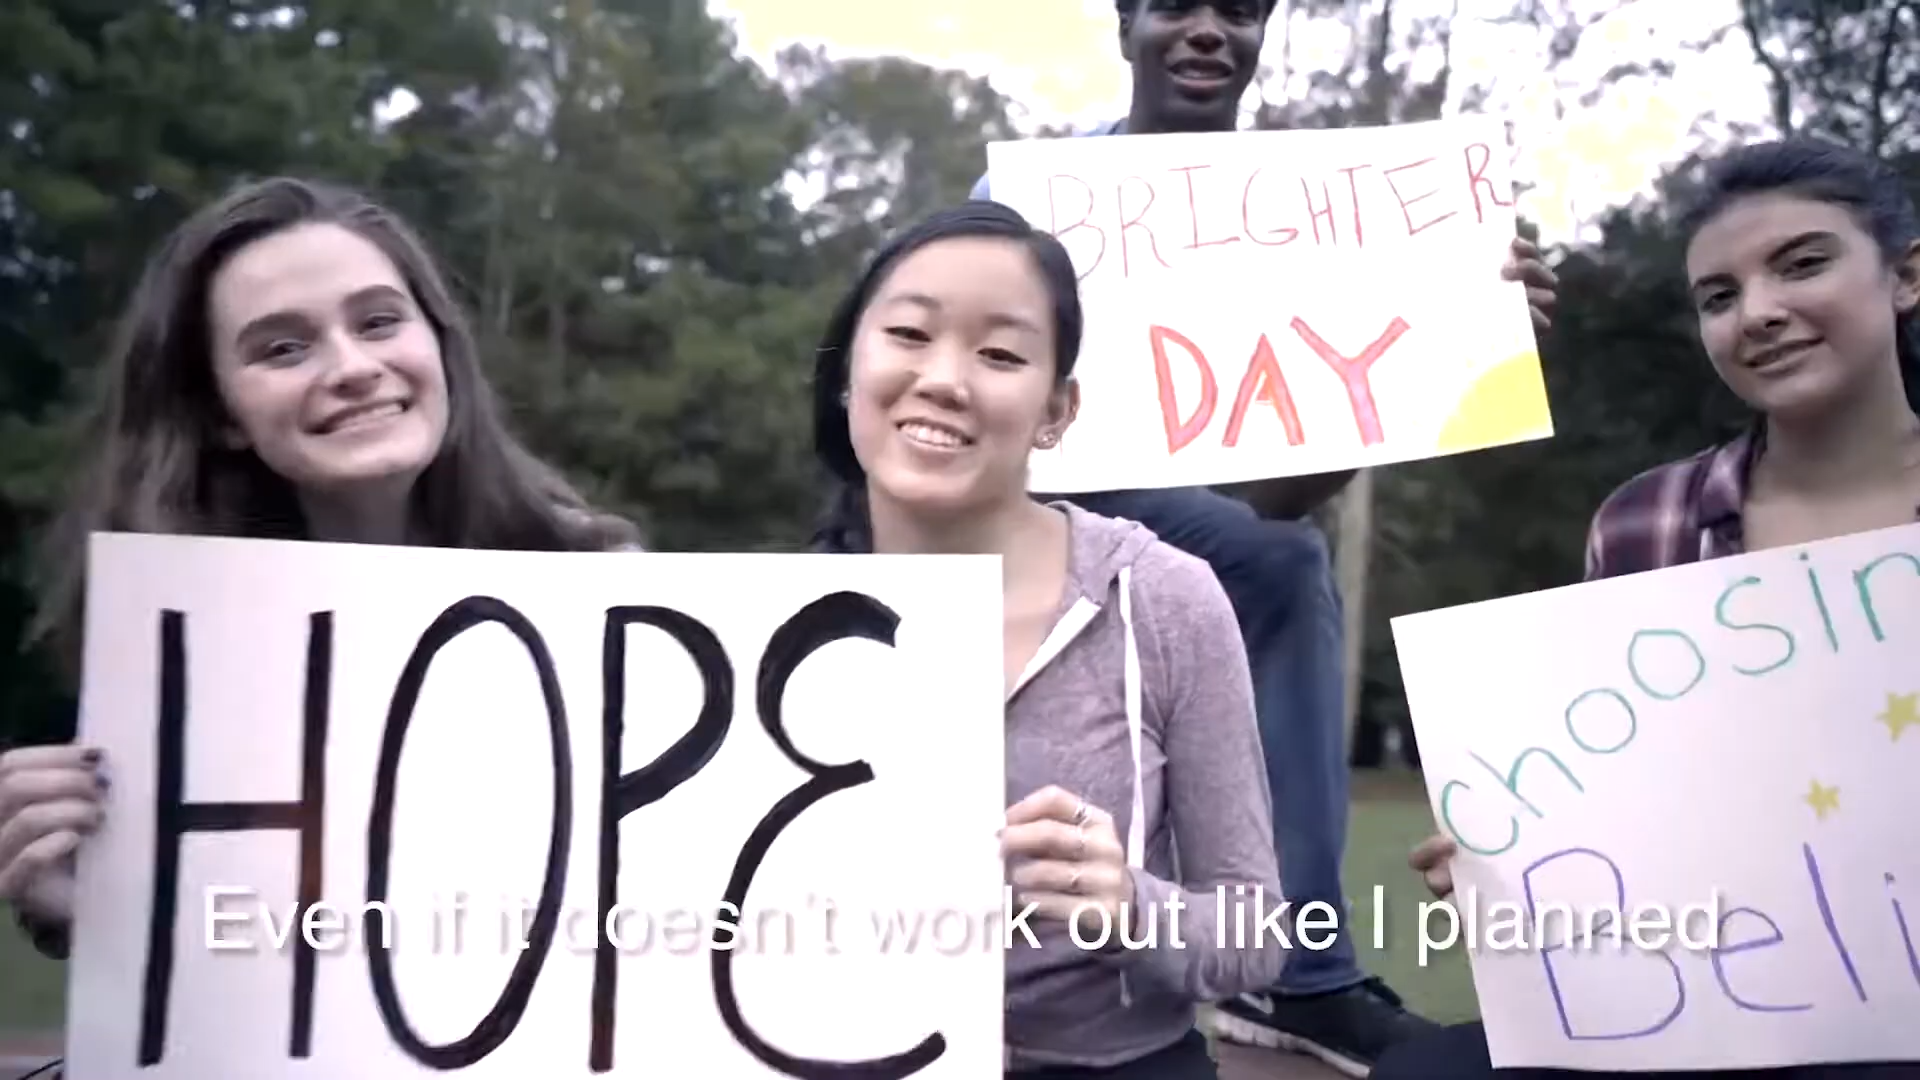 BRIGHTER
DAY
HOPE
choosin
Beli
Even if it doesn't work out like I planned